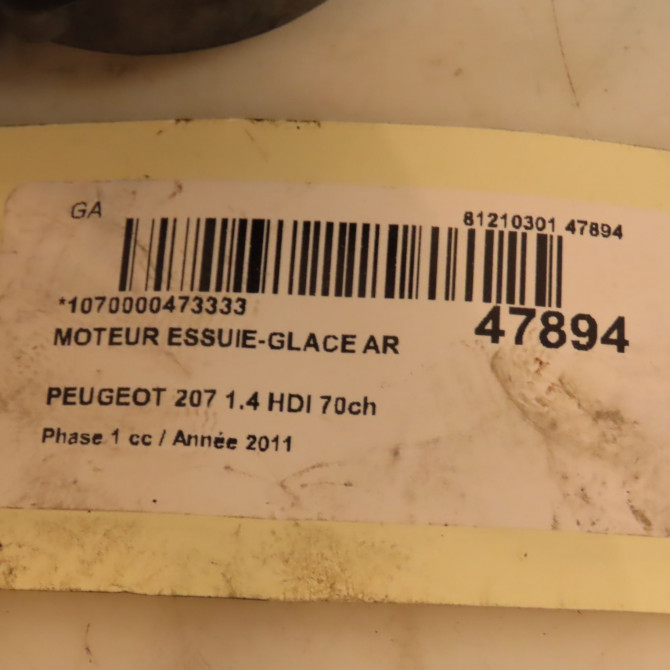 GA
81210301 47894
*1070000473333
47894
MOTEUR ESSUIE-GLACE AR
PEUGEOT 207 1.4 HDI 70ch
Phase 1 cc / Année 2011